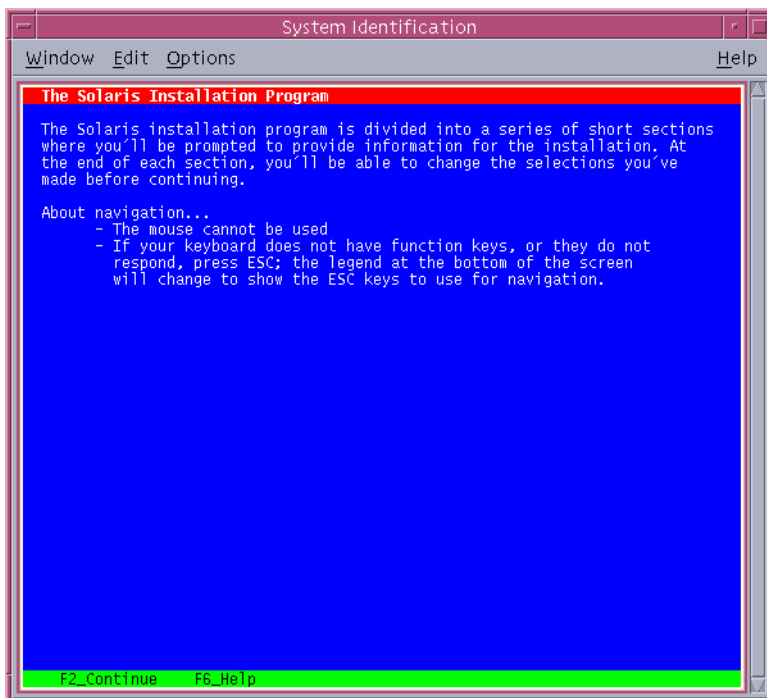 System Identification
Window Edit Options Help
The Solaris Installation Program
The Solaris installation program is divided into a series of short sections
where you´ll be prompted to provide information for the installation. At
the end of each section, you´ll be able to change the selections you´ve
made before continuing.
About navigation...
- The mouse cannot be used
- If your keyboard does not have function keys, or they do not
respond, press ESC; the legend at the bottom of the screen
will change to show the ESC keys to use for navigation.
F2_Continue F6_Help